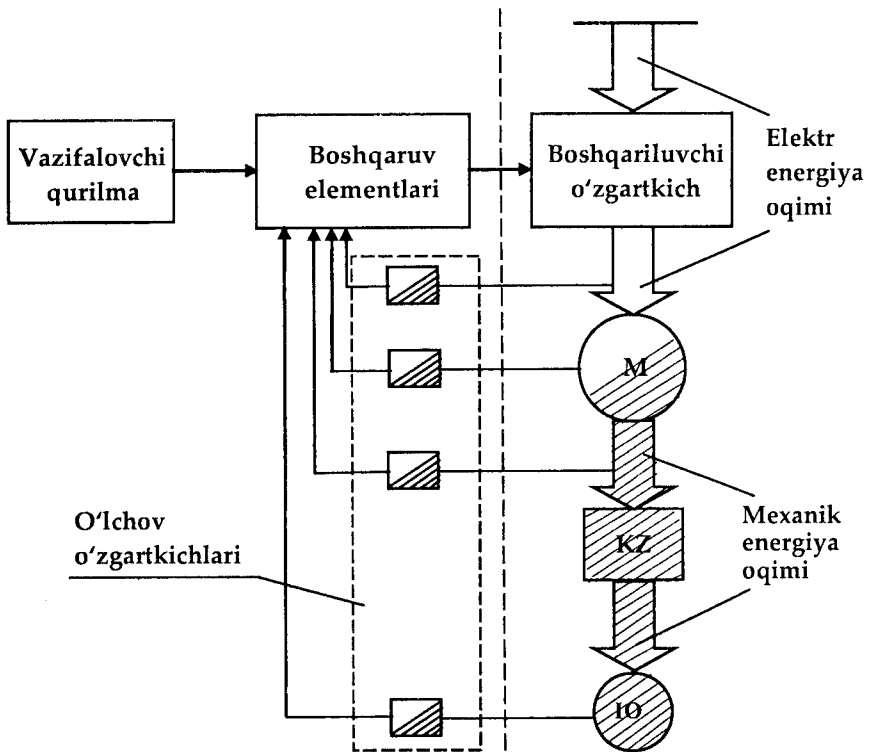 Vazifalovchi
qurilma
Boshqaruv
elementlari
Boshqariluvchi
o‘zgartkich
Elektr
energiya
oqimi
M
O‘lchov
o‘zgartkichlari
KZ
Mexanik
energiya
oqimi
IO